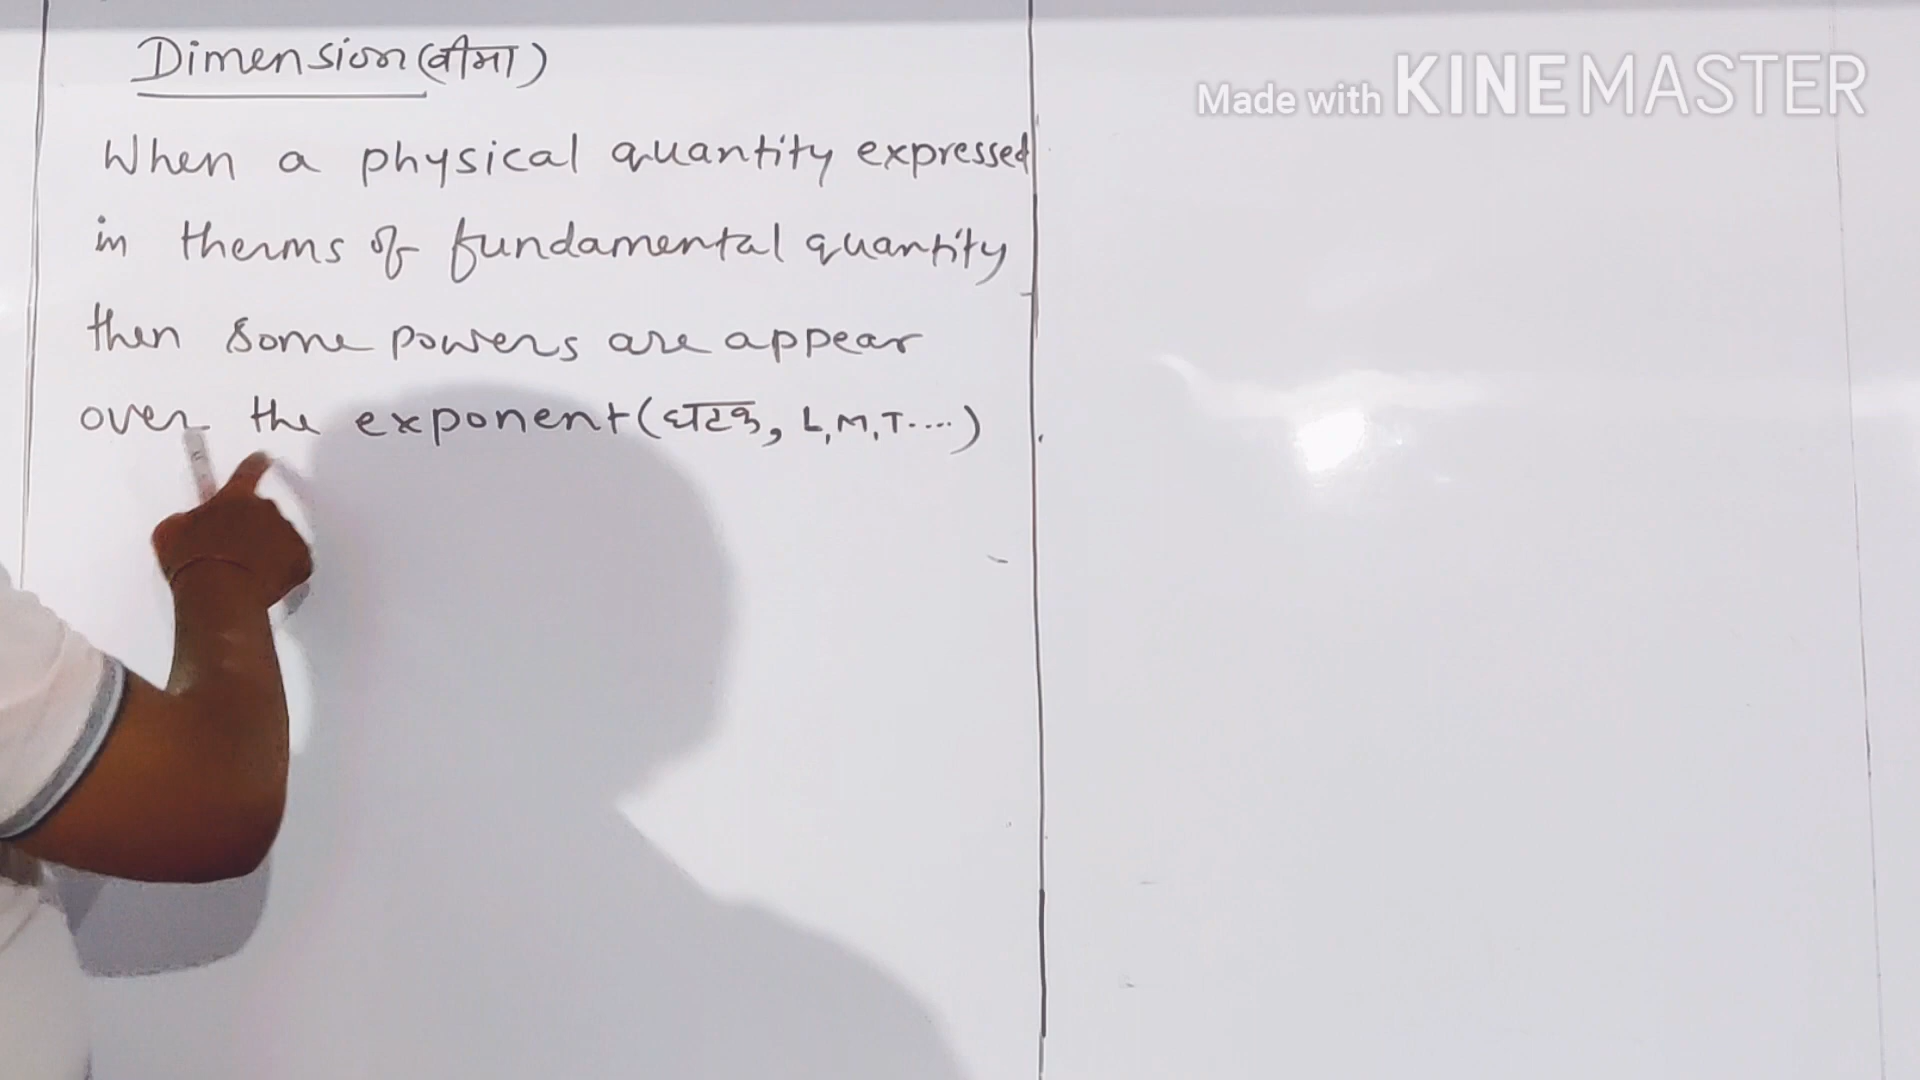 Dimension (वीमा)
Made with KINEMASTER
When a physical quantity expressed
in therms of fundamental quantity
then some powers are appear
over the exponent (घटक, L, M, T....)